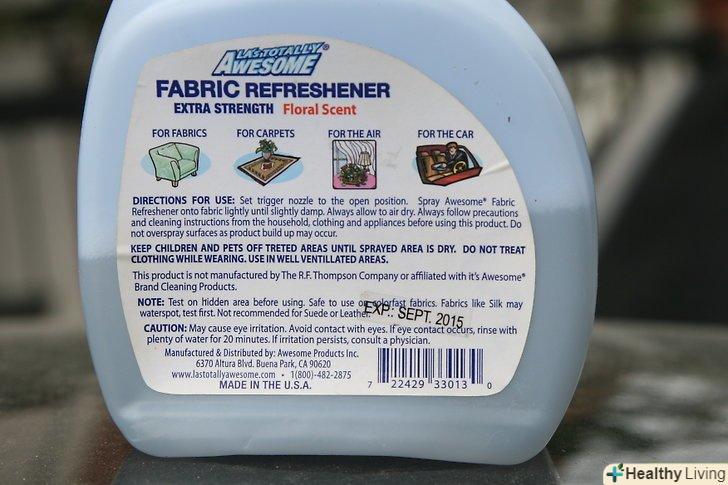 LA'S TOTALLY
AWESOME®
FABRIC REFRESHENER
EXTRA STRENGTH Floral Scent
FOR FABRICS FOR CARPETS FOR THE AIR FOR THE CAR
DIRECTIONS FOR USE: Set trigger nozzle to the open position. Spray Awesome® Fabric
Refreshener onto fabric lightly until slightly damp. Always allow to air dry. Always follow precautions
and cleaning instructions from the household, clothing and appliances before using this product. Do
not overspray surfaces as product build up may occur.
KEEP CHILDREN AND PETS OFF TRETED AREAS UNTIL SPRAYED AREA IS DRY. DO NOT TREAT
CLOTHING WHILE WEARING. USE IN WELL VENTILLATED AREAS.
This product is not manufactured by The R.F. Thompson Company or affiliated with it's Awesome®
Brand Cleaning Products.
NOTE: Test on hidden area before using. Safe to use on colorfast fabrics. Fabrics like Silk may
waterspot, test first. Not recommended for Suede or Leather.
EXP.: SEPT. 2015
CAUTION: May cause eye irritation. Avoid contact with eyes. If eye contact occurs, rinse with
plenty of water for 20 minutes. If irritation persists, consult a physician.
Manufactured & Distributed by: Awesome Products Inc.
6370 Altura Blvd. Buena Park, CA 90620
www.lastotallyawesome.com • 1(800)-482-2875
MADE IN THE U.S.A.
7 22429 33013 0
Healthy Living